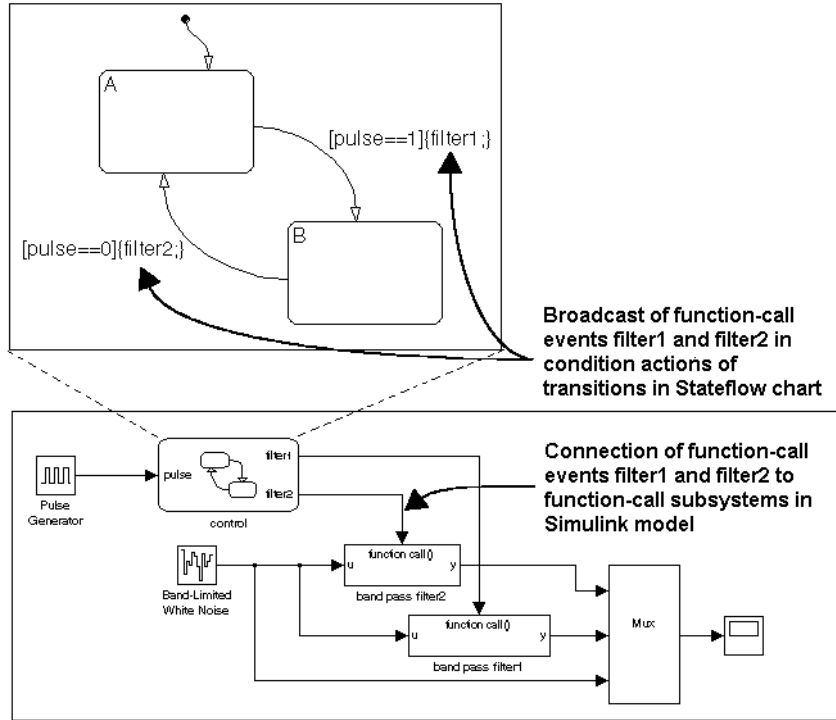 A
[pulse==1]{filter1;}
B
[pulse==0]{filter2;}
Broadcast of function-call
events filter1 and filter2 in
condition actions of
transitions in Stateflow chart
Pulse
Generator
pulse
filter1
filter2
control
Connection of function-call
events filter1 and filter2 to
function-call subsystems in
Simulink model
Band-Limited
White Noise
function call()
u
y
band pass filter2
function call()
u
y
band pass filter1
Mux